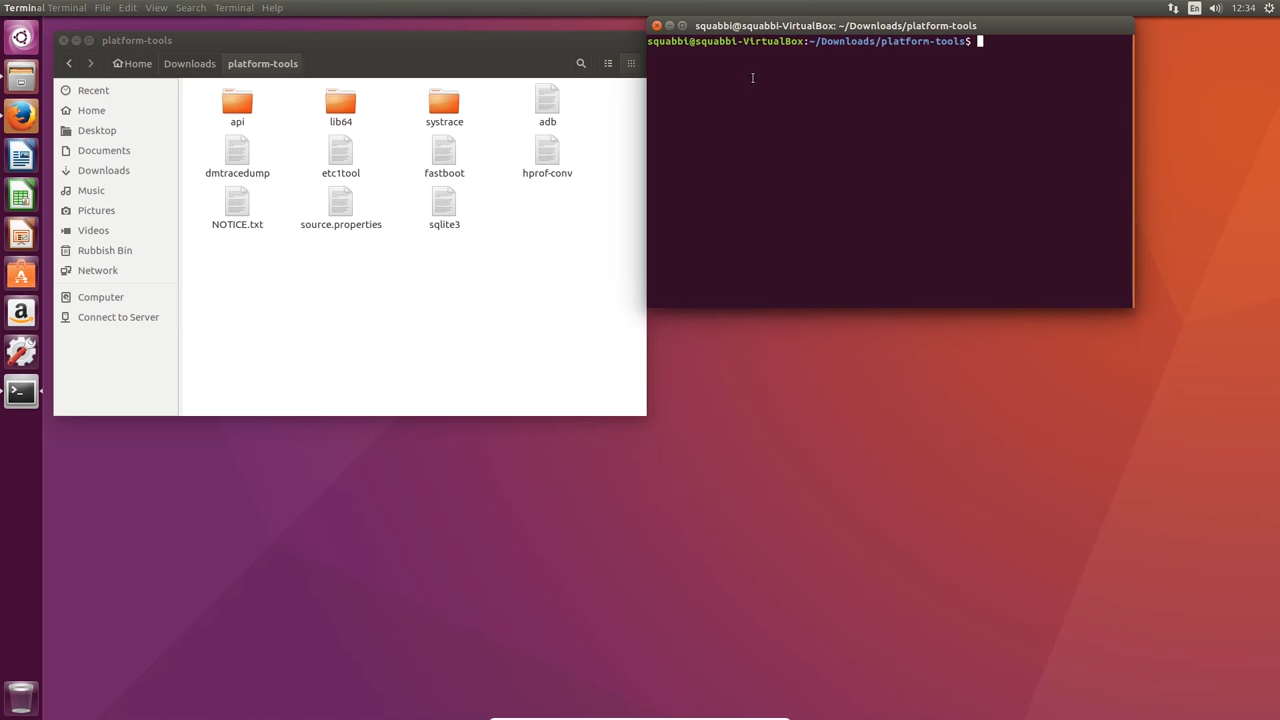 Terminal Terminal File Edit View Search Terminal Help En 12:34
platform-tools
Home Downloads platform-tools
Recent
Home
Desktop
Documents
Downloads
Music
Pictures
Videos
Rubbish Bin
Network
Computer
Connect to Server
api lib64 systrace adb
dmtracedump etc1tool fastboot hprof-conv
NOTICE.txt source.properties sqlite3
squabbi@squabbi-VirtualBox: ~/Downloads/platform-tools
squabbi@squabbi-VirtualBox:~/Downloads/platform-tools$